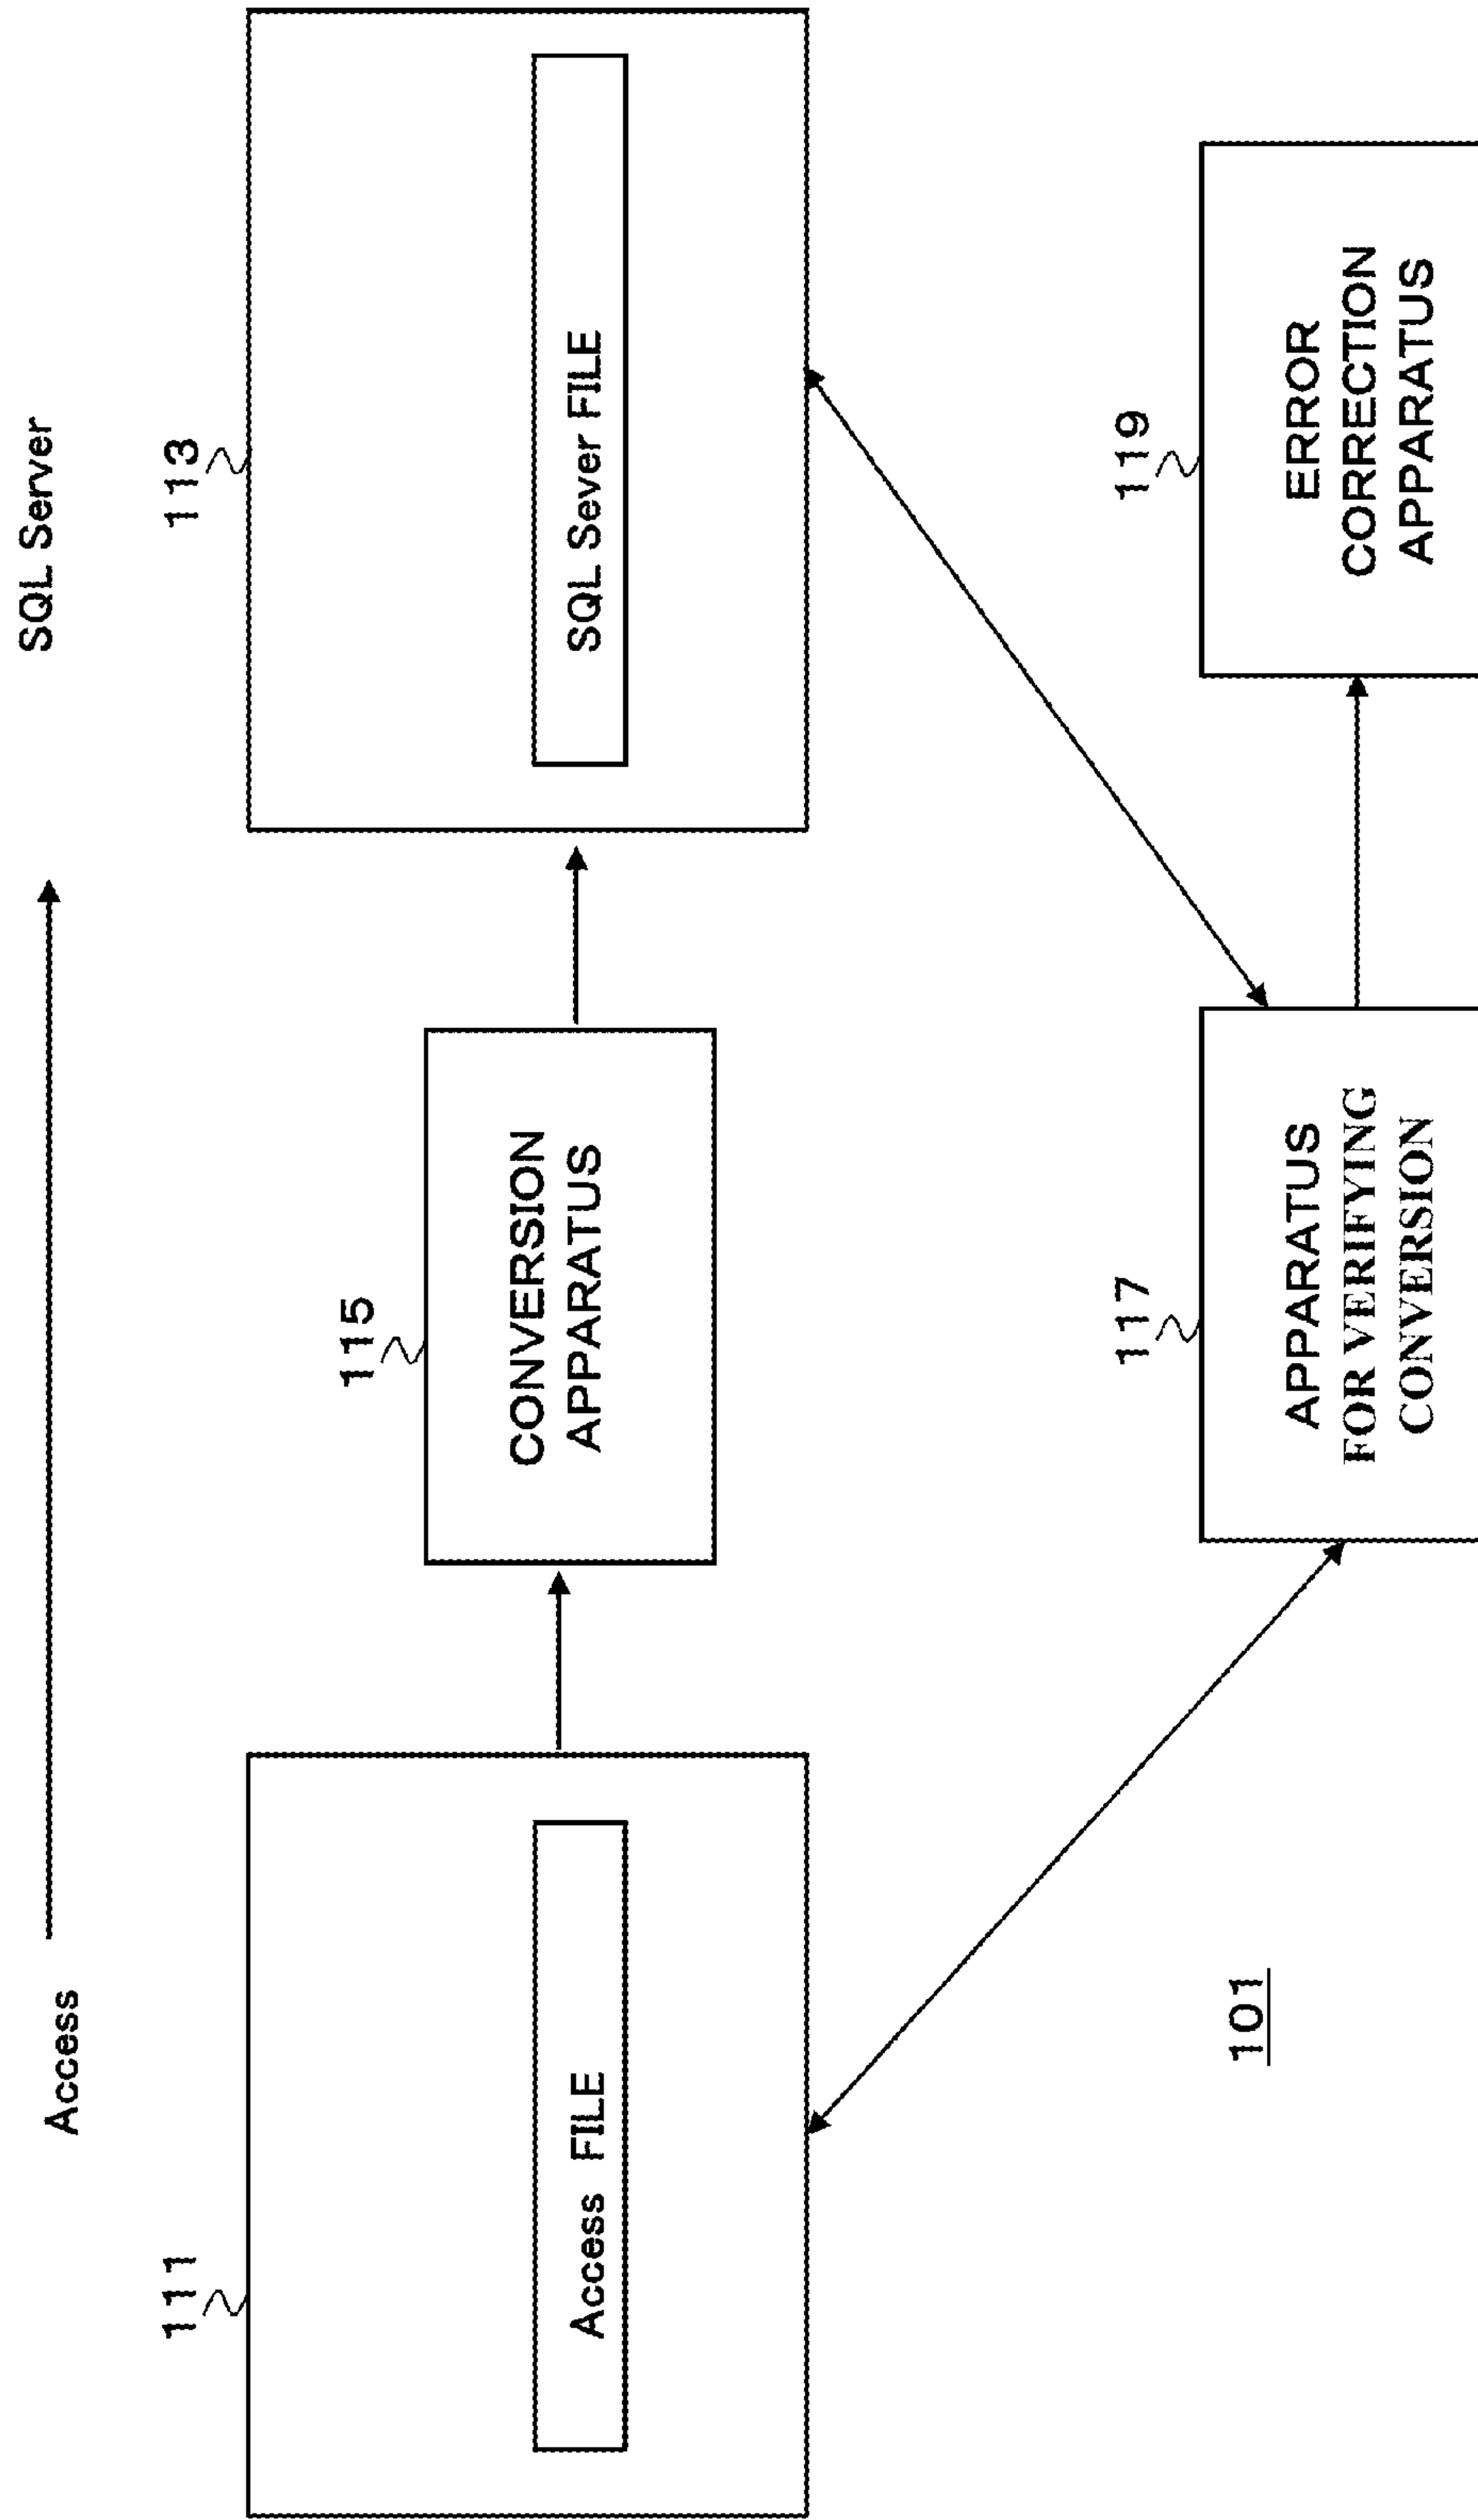 Access
SQL Server
111
113
115
Access FILE
CONVERSION
APPARATUS
SQL Sever FILE
117
119
101
APPARATUS
FOR VERIFYING
CONVERSION
ERROR
CORRECTION
APPARATUS